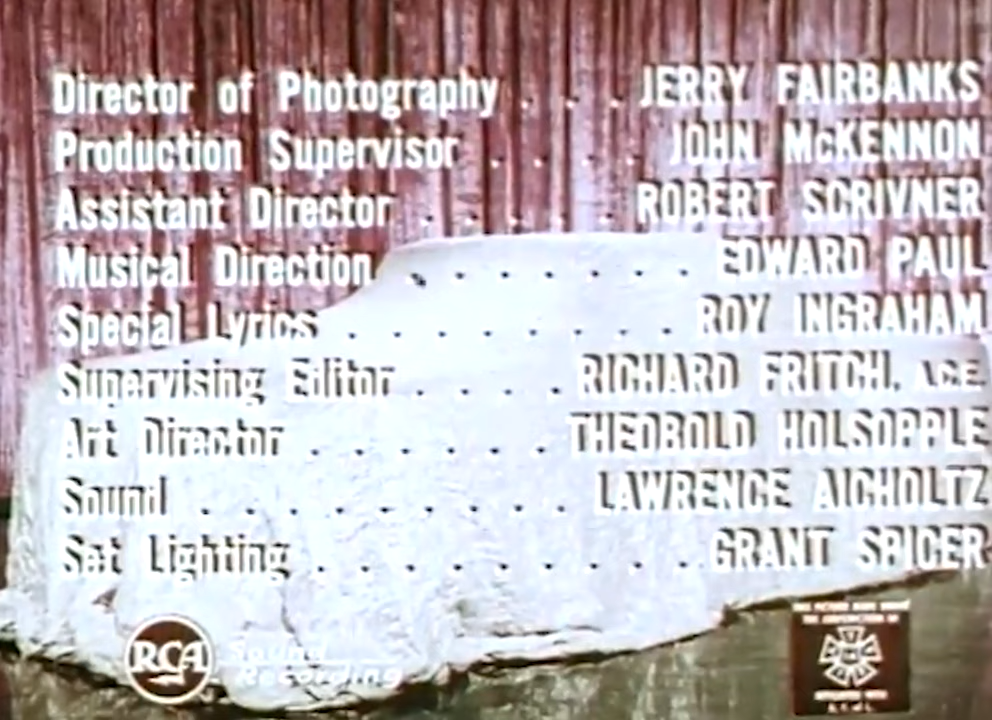 Director of Photography . . . JERRY FAIRBANKS
Production Supervisor . . . . JOHN McKENNON
Assistant Director . . . . . ROBERT SCRIVNER
Musical Direction . . . . . . . EDWARD PAUL
Special Lyrics . . . . . . . . ROY INGRAHAM
Supervising Editor . . . . RICHARD FRITCH, A.C.E.
Art Director . . . . . . THEOBOLD HOLSOPPLE
Sound . . . . . . . . . LAWRENCE AICHOLTZ
Set Lighting . . . . . . . . . GRANT SPICER
RCA Sound
Recording